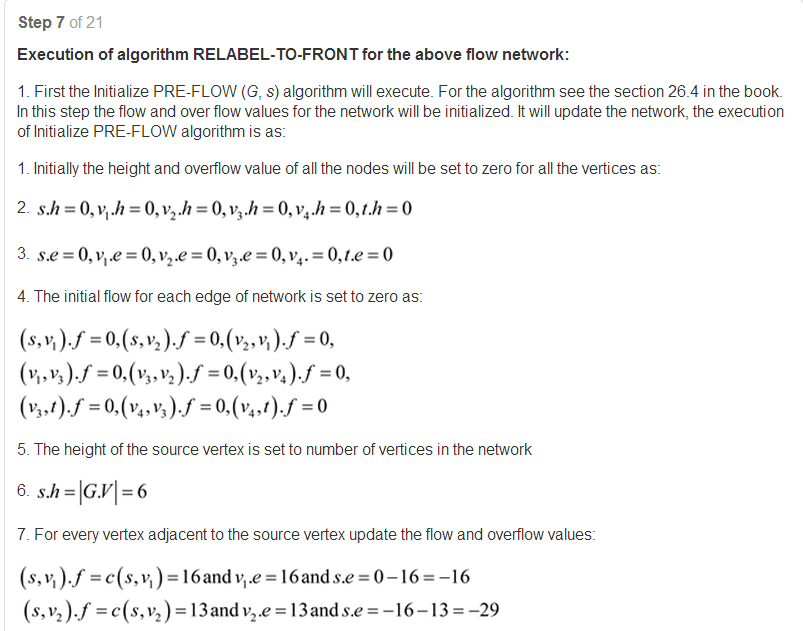 Step 7 of 21
Execution of algorithm RELABEL-TO-FRONT for the above flow network:
1. First the Initialize PRE-FLOW (G, s) algorithm will execute. For the algorithm see the section 26.4 in the book.
In this step the flow and over flow values for the network will be initialized. It will update the network, the execution
of Initialize PRE-FLOW algorithm is as:
1. Initially the height and overflow value of all the nodes will be set to zero for all the vertices as:
2. s.h = 0, v₁.h = 0, v₂.h = 0, v₃.h = 0, v₄.h = 0, t.h = 0
3. s.e = 0, v₁.e = 0, v₂.e = 0, v₃.e = 0, v₄. = 0, t.e = 0
4. The initial flow for each edge of network is set to zero as:
(s,v₁).f = 0,(s,v₂).f = 0,(v₂,v₁).f = 0,
(v₁,v₃).f = 0,(v₃,v₂).f = 0,(v₂,v₄).f = 0,
(v₃,t).f = 0,(v₄,v₃).f = 0,(v₄,t).f = 0
5. The height of the source vertex is set to number of vertices in the network
6. s.h = |G.V| = 6
7. For every vertex adjacent to the source vertex update the flow and overflow values:
(s,v₁).f = c(s,v₁) = 16 and v₁.e = 16 and s.e = 0 – 16 = –16
(s,v₂).f = c(s,v₂) = 13 and v₂.e = 13 and s.e = –16 – 13 = –29